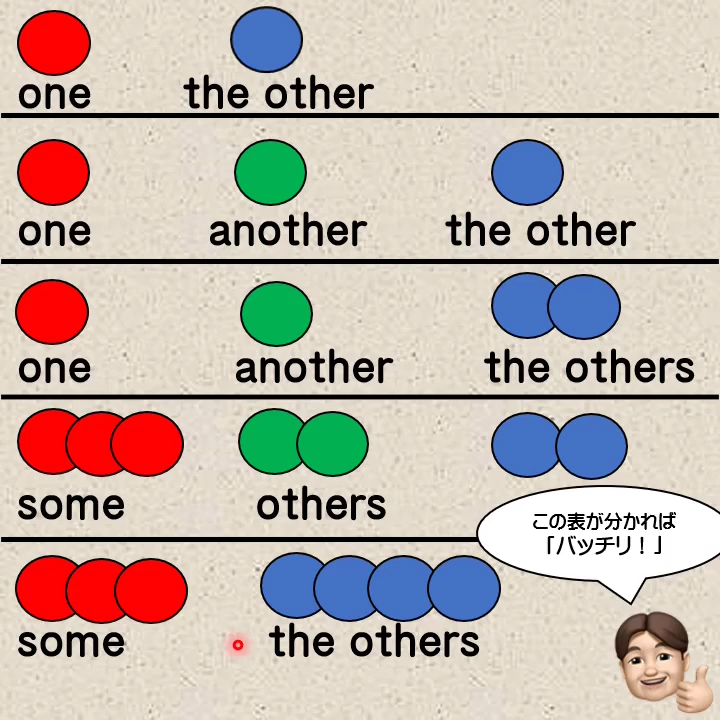 one the other
one another the other
one another the others
some others
この表が分かれば
「バッチリ！」
some the others